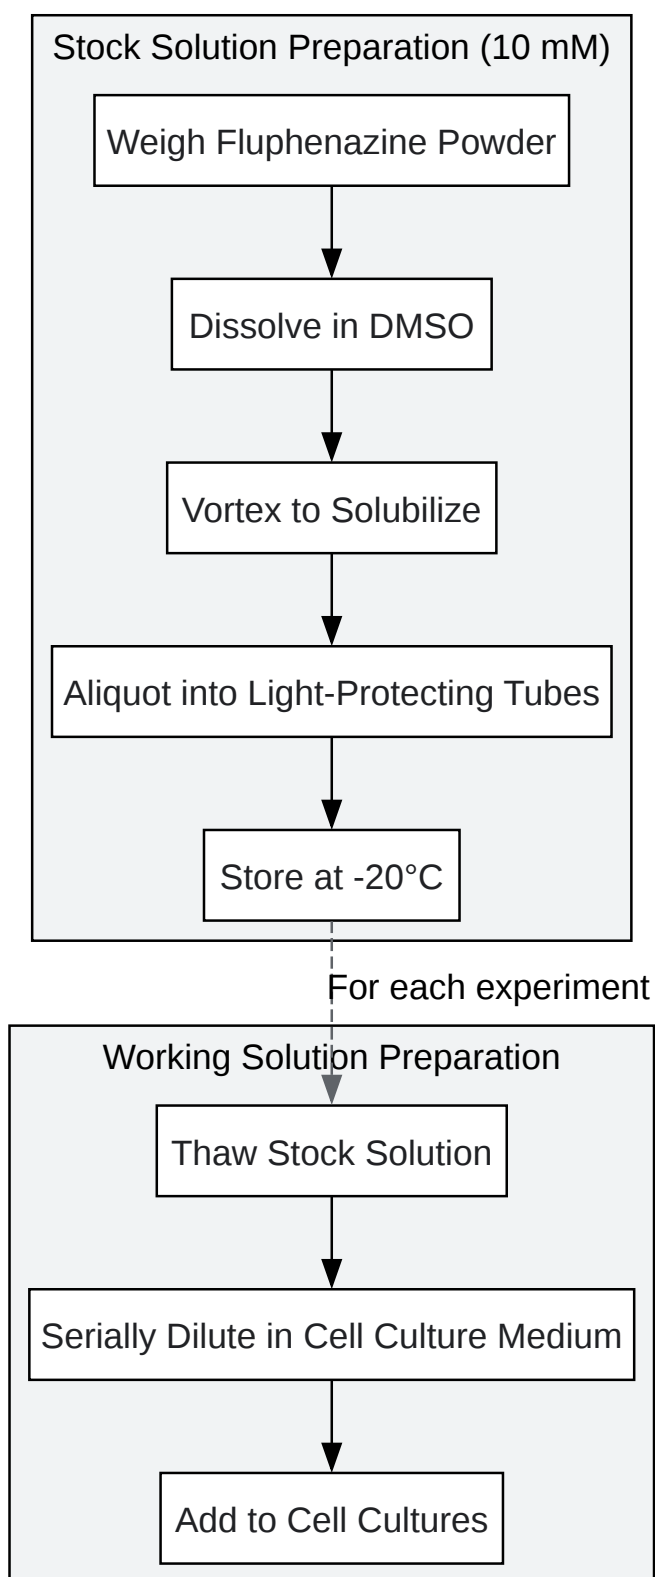 Stock Solution Preparation (10 mM)
Weigh Fluphenazine Powder
Dissolve in DMSO
Vortex to Solubilize
Aliquot into Light-Protecting Tubes
Store at -20°C
For each experiment
Working Solution Preparation
Thaw Stock Solution
Serially Dilute in Cell Culture Medium
Add to Cell Cultures